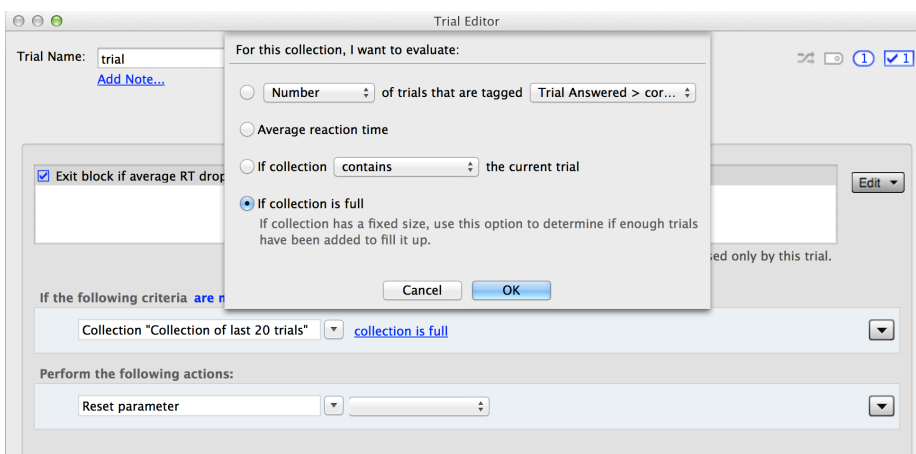 Trial Editor
Trial Name: trial
Add Note...
1 1
For this collection, I want to evaluate:
Number of trials that are tagged Trial Answered > cor...
Average reaction time
If collection contains the current trial
If collection is full
If collection has a fixed size, use this option to determine if enough trials
have been added to fill it up.
Cancel OK
Exit block if average RT drop
Edit
sed only by this trial.
If the following criteria are
Collection "Collection of last 20 trials" collection is full
Perform the following actions:
Reset parameter